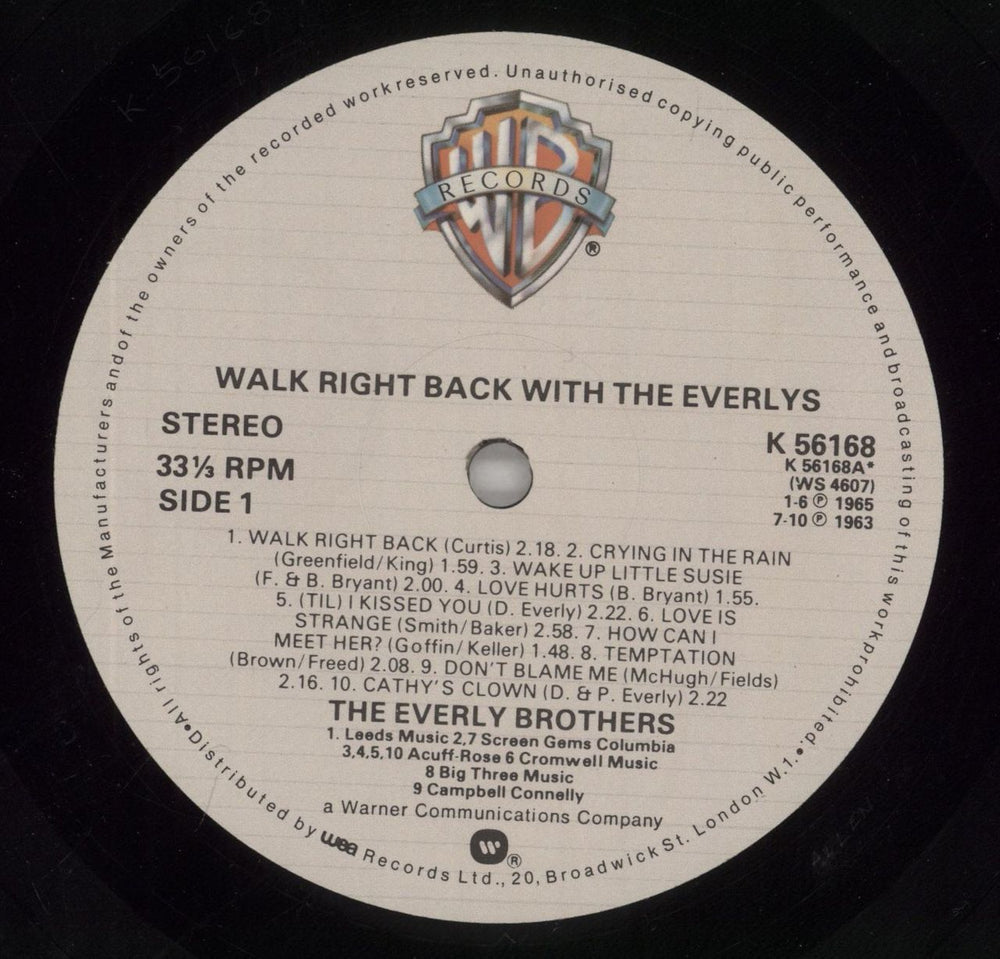 All rights of the Manufacturers and of the owners of the recorded work reserved. Unauthorised copying public performance and broadcasting of this work prohibited.
WB
RECORDS
®
WALK RIGHT BACK WITH THE EVERLYS
STEREO
33⅓ RPM
SIDE 1
K 56168
K 56168A*
(WS 4607)
1-6 ℗ 1965
7-10 ℗ 1963
1. WALK RIGHT BACK (Curtis) 2.18. 2. CRYING IN THE RAIN
(Greenfield/King) 1.59. 3. WAKE UP LITTLE SUSIE
(F. & B. Bryant) 2.00. 4. LOVE HURTS (B. Bryant) 1.55.
5. (TIL) I KISSED YOU (D. Everly) 2.22. 6. LOVE IS
STRANGE (Smith/Baker) 2.58. 7. HOW CAN I
MEET HER? (Goffin/Keller) 1.48. 8. TEMPTATION
(Brown/Freed) 2.08. 9. DON'T BLAME ME (McHugh/Fields)
2.16. 10. CATHY'S CLOWN (D. & P. Everly) 2.22
THE EVERLY BROTHERS
1. Leeds Music 2,7 Screen Gems Columbia
3,4,5,10 Acuff-Rose 6 Cromwell Music
8 Big Three Music
9 Campbell Connelly
a Warner Communications Company
W®
Distributed by wea Records Ltd., 20, Broadwick St. London W.1.
K 56168